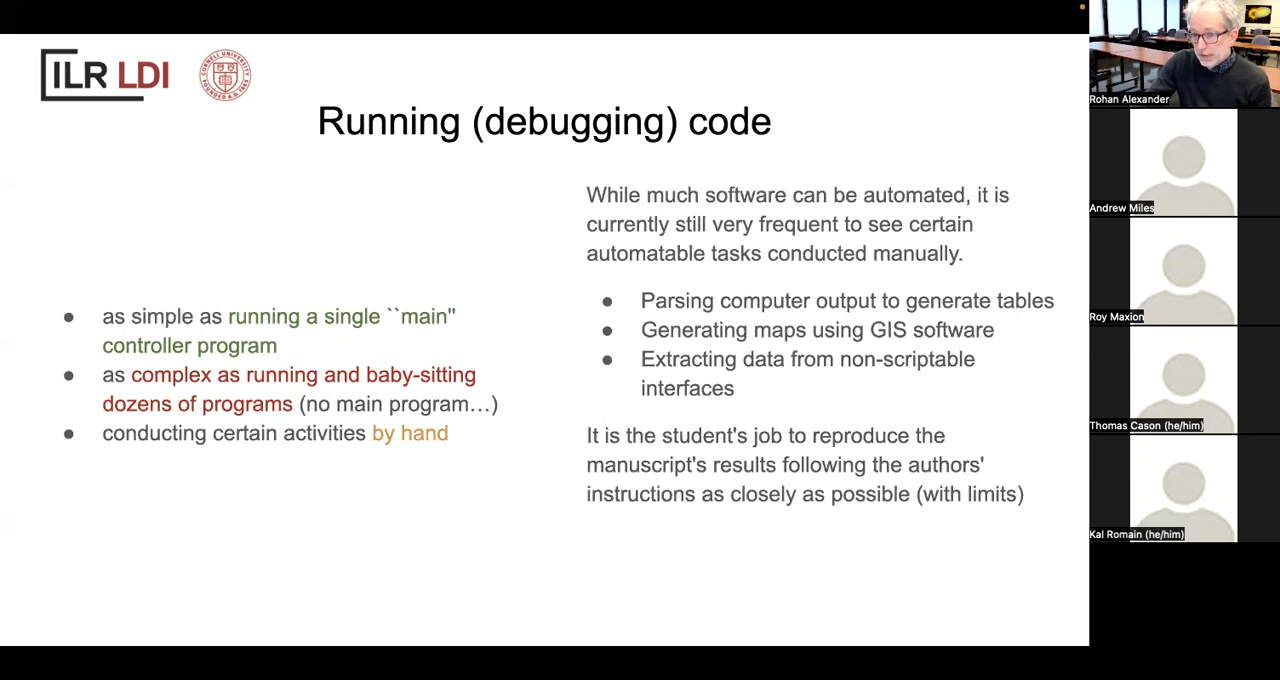 ILR LDI
CORNELL UNIVERSITY
FOUNDED A.D. 1865
Running (debugging) code
as simple as running a single ``main''
controller program
as complex as running and baby-sitting
dozens of programs (no main program…)
conducting certain activities by hand
While much software can be automated, it is
currently still very frequent to see certain
automatable tasks conducted manually.
Parsing computer output to generate tables
Generating maps using GIS software
Extracting data from non-scriptable
interfaces
It is the student's job to reproduce the
manuscript's results following the authors'
instructions as closely as possible (with limits)
Rohan Alexander
Andrew Miles
Roy Maxion
Thomas Cason (he/him)
Kal Romain (he/him)